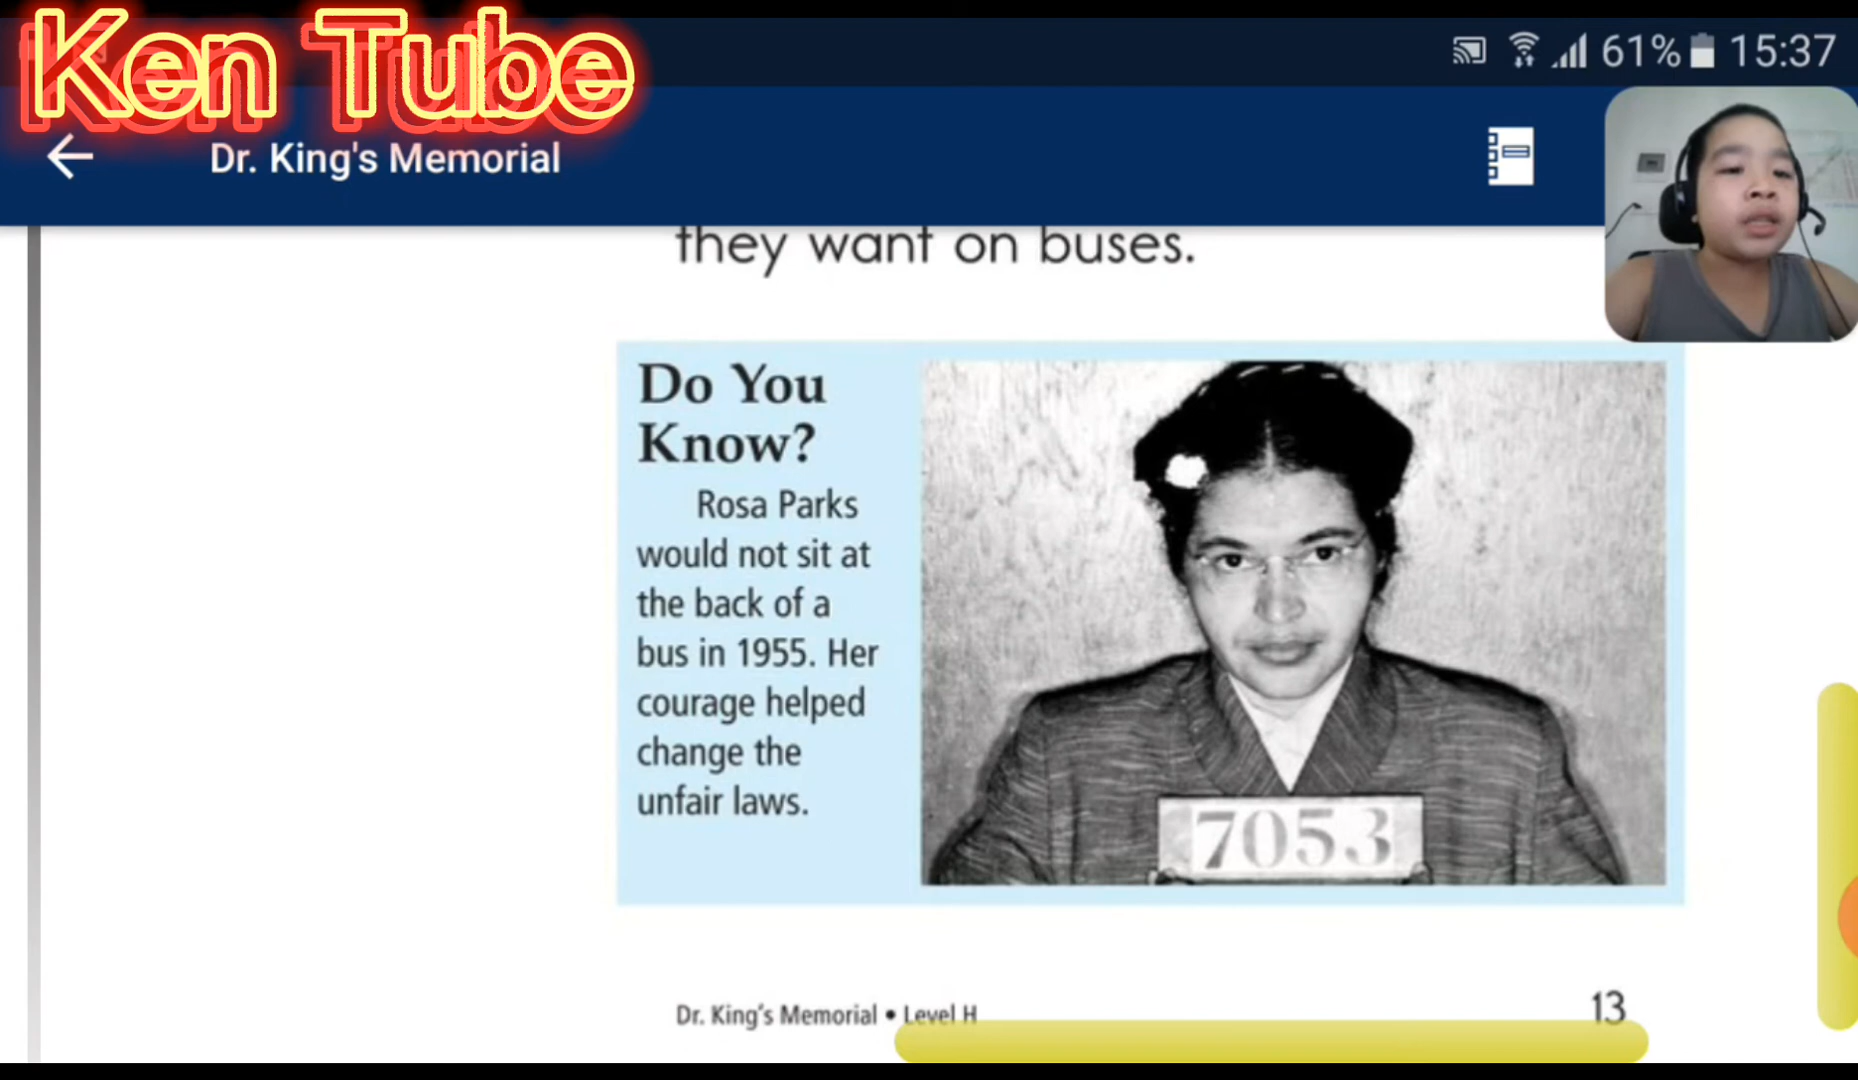 Ken Tube
61% 15:37
Dr. King's Memorial
they want on buses.
Do You
Know?
Rosa Parks
would not sit at
the back of a
bus in 1955. Her
courage helped
change the
unfair laws.
7053
Dr. King's Memorial • Level H
13